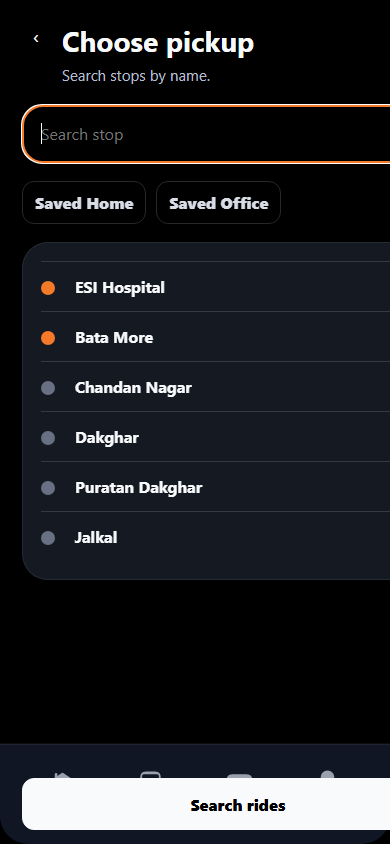 Choose pickup
Search stops by name.
Search stop
Saved Home
Saved Office
ESI Hospital
Bata More
Chandan Nagar
Dakghar
Puratan Dakghar
Jalkal
Search rides